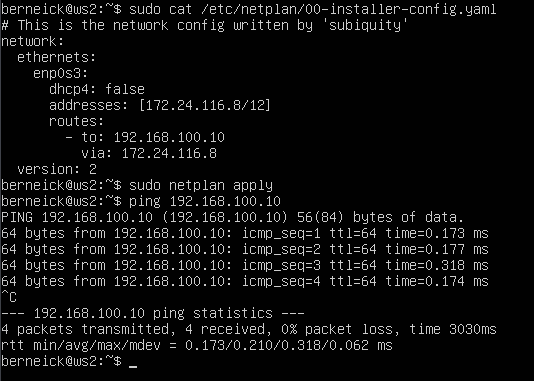 berneick@ws2:~$ sudo cat /etc/netplan/00-installer-config.yaml
# This is the network config written by 'subiquity'
network:
  ethernets:
    enp0s3:
      dhcp4: false
      addresses: [172.24.116.8/12]
      routes:
        - to: 192.168.100.10
          via: 172.24.116.8
  version: 2
berneick@ws2:~$ sudo netplan apply
berneick@ws2:~$ ping 192.168.100.10
PING 192.168.100.10 (192.168.100.10) 56(84) bytes of data.
64 bytes from 192.168.100.10: icmp_seq=1 ttl=64 time=0.173 ms
64 bytes from 192.168.100.10: icmp_seq=2 ttl=64 time=0.177 ms
64 bytes from 192.168.100.10: icmp_seq=3 ttl=64 time=0.318 ms
64 bytes from 192.168.100.10: icmp_seq=4 ttl=64 time=0.174 ms
^C
--- 192.168.100.10 ping statistics ---
4 packets transmitted, 4 received, 0% packet loss, time 3030ms
rtt min/avg/max/mdev = 0.173/0.210/0.318/0.062 ms
berneick@ws2:~$ _